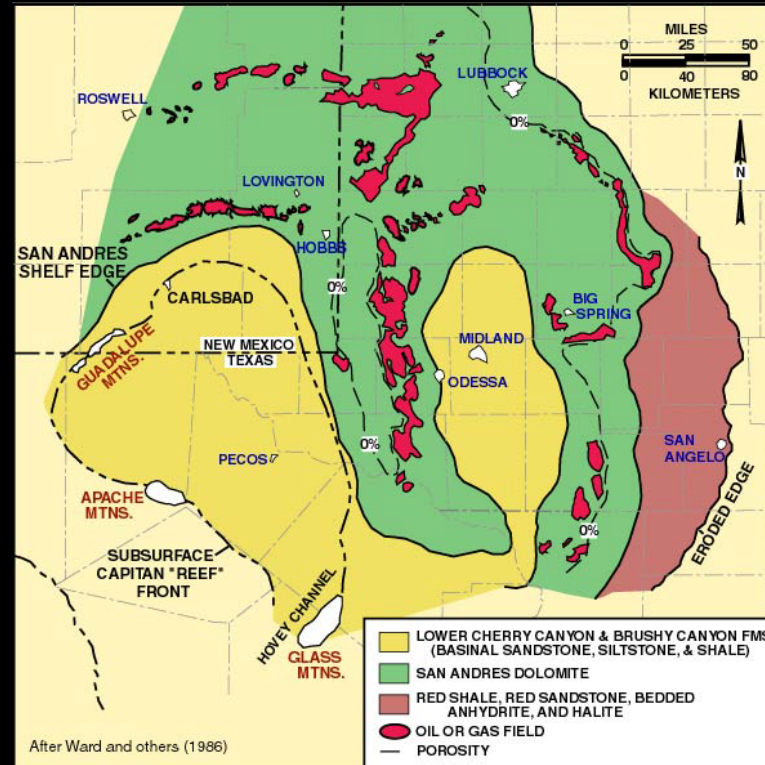 MILES
0 25 50
0 40 80
KILOMETERS
LUBBOCK
ROSWELL
0%
N
LOVINGTON
HOBBS
SAN ANDRES
SHELF EDGE
CARLSBAD
0%
BIG
SPRING
GUADALUPE
MTNS.
NEW MEXICO
TEXAS
MIDLAND
ODESSA
0%
SAN
ANGELO
PECOS
APACHE
MTNS.
ERODED EDGE
0%
SUBSURFACE
CAPITAN "REEF"
FRONT
HOVEY CHANNEL
GLASS
MTNS.
LOWER CHERRY CANYON & BRUSHY CANYON FMS
(BASINAL SANDSTONE, SILTSTONE, & SHALE)
SAN ANDRES DOLOMITE
RED SHALE, RED SANDSTONE, BEDDED
ANHYDRITE, AND HALITE
OIL OR GAS FIELD
POROSITY
After Ward and others (1986)